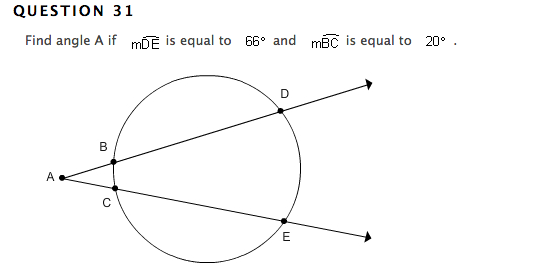 QUESTION 31
Find angle A if mDE is equal to 66° and mBC is equal to 20° .
D
B
A
C
E